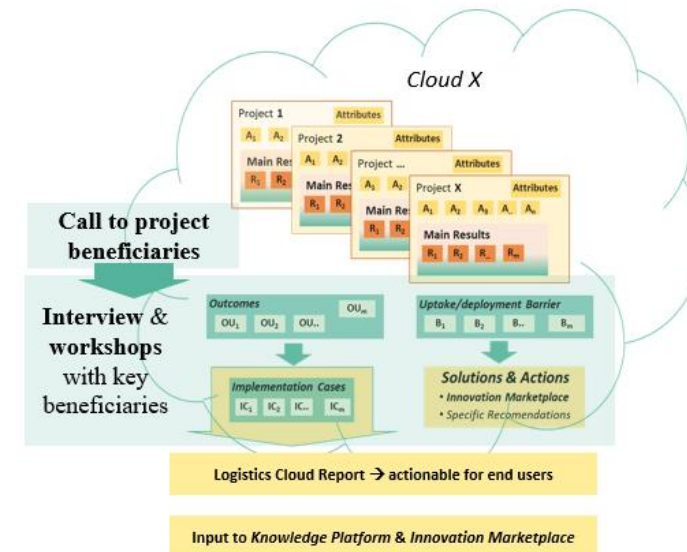 Cloud X
Project 1 Attributes
A1 A2
Main Res
R1 R2
Project 2 Attributes
A1 A2
Main Res
R1 R2
Project ... Attributes
A1 A2
Main Res
R1 R2
Project X Attributes
A1 A2 A3 A.. An
Main Results
R1 R2 R.. Rm
Call to project
beneficiaries
Interview &
workshops
with key
beneficiaries
Outcomes
OU1 OU2 OU.. OUm
Uptake/deployment Barrier
B1 B2 B.. Bm
Implementation Cases
IC1 IC2 IC.. ICm
Solutions & Actions
• Innovation Marketplace
• Specific Recomendations
Logistics Cloud Report → actionable for end users
Input to Knowledge Platform & Innovation Marketplace